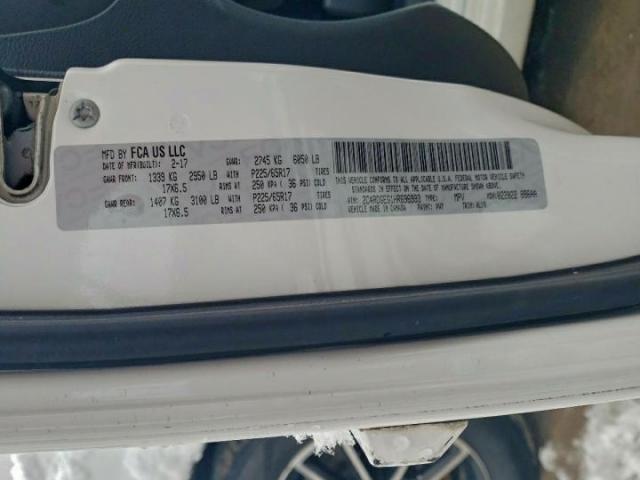 MFD BY FCA US LLC
DATE OF MFR(BUILT): 2-17 GVWR: 2745 KG 6050 LB
GAWR FRONT: 1339 KG 2950 LB P225/65R17
17X6.5 RIMS AT 250 KPA ( 36 PSI) COLD
GAWR REAR: 1407 KG 3100 LB P225/65R17
17X6.5 RIMS AT 250 KPA ( 36 PSI) COLD
THIS VEHICLE CONFORMS TO ALL APPLICABLE U.S.A. FEDERAL MOTOR VEHICLE SAFETY
STANDARDS IN EFFECT ON THE DATE OF MANUFACTURE SHOWN ABOVE.
VIN: TYPE: MPV MDH:
VEHICLE MADE IN CANADA PAINT: TRIM: